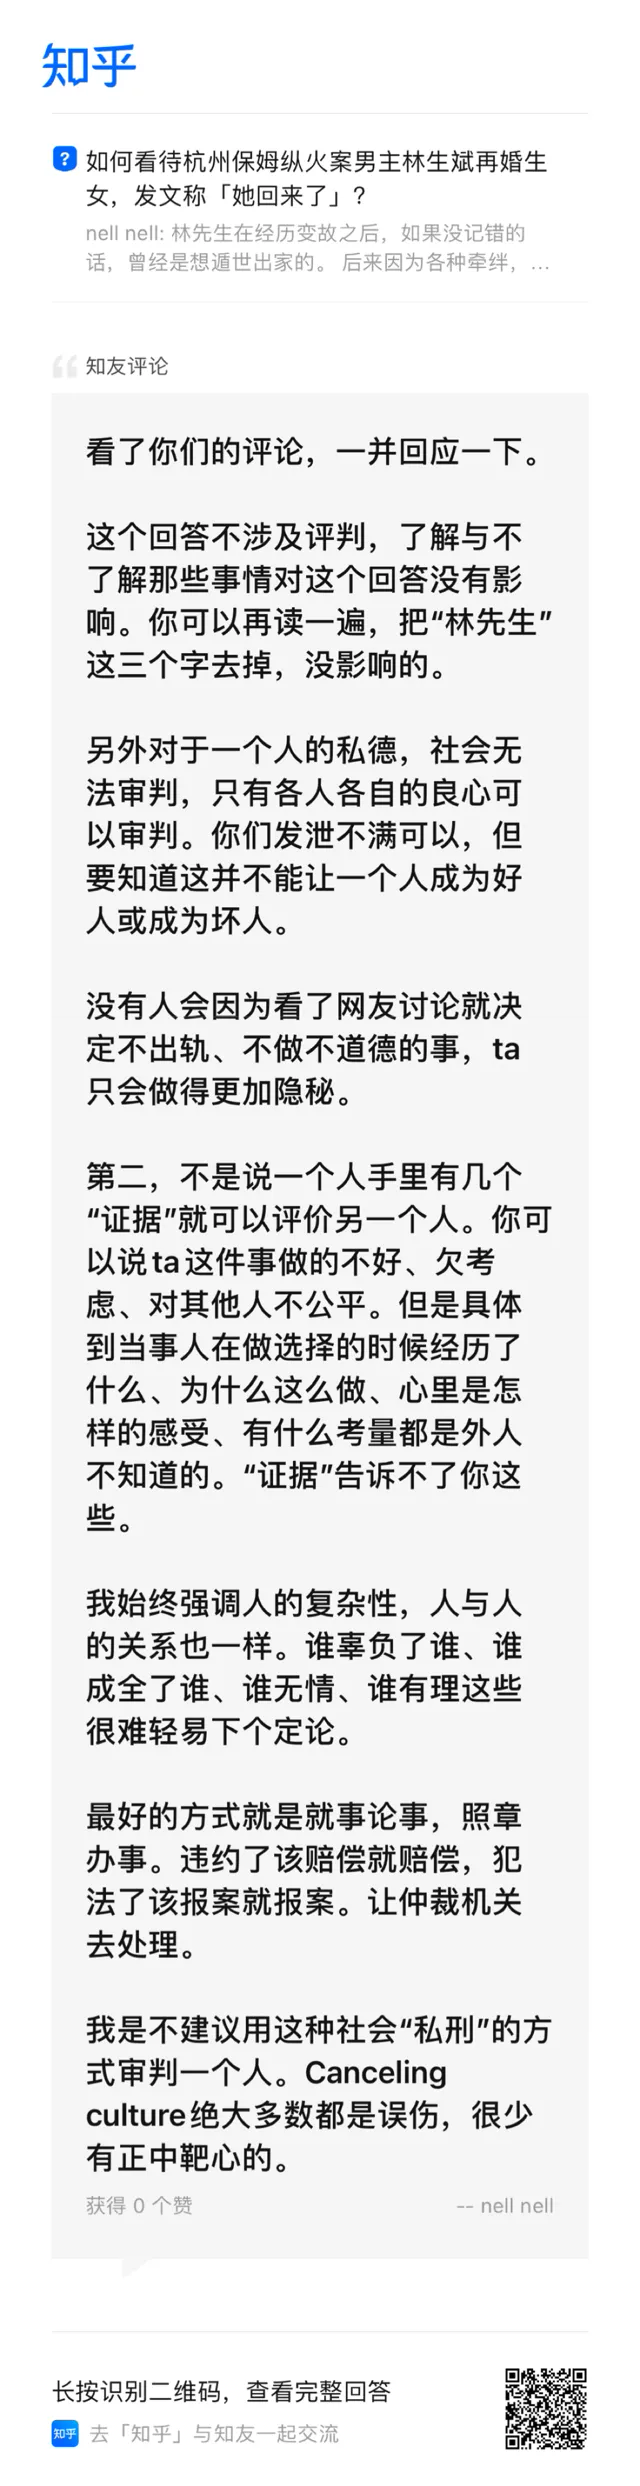 知乎
如何看待杭州保姆纵火案男主林生斌再婚生
女，发文称「她回来了」？
nell nell: 林先生在经历变故之后，如果没记错的
话，曾经是想遁世出家的。 后来因为各种牵绊，...
知友评论
看了你们的评论，一并回应一下。
这个回答不涉及评判，了解与不
了解那些事情对这个回答没有影
响。你可以再读一遍，把“林先生”
这三个字去掉，没影响的。
另外对于一个人的私德，社会无
法审判，只有各人各自的良心可
以审判。你们发泄不满可以，但
要知道这并不能让一个人成为好
人或成为坏人。
没有人会因为看了网友讨论就决
定不出轨、不做不道德的事，ta
只会做得更加隐秘。
第二，不是说一个人手里有几个
“证据”就可以评价另一个人。你可
以说ta这件事做的不好、欠考
虑、对其他人不公平。但是具体
到当事人在做选择的时候经历了
什么、为什么这么做、心里是怎
样的感受、有什么考量都是外人
不知道的。“证据”告诉不了你这
些。
我始终强调人的复杂性，人与人
的关系也一样。谁辜负了谁、谁
成全了谁、谁无情、谁有理这些
很难轻易下个定论。
最好的方式就是就事论事，照章
办事。违约了该赔偿就赔偿，犯
法了该报案就报案。让仲裁机关
去处理。
我是不建议用这种社会“私刑”的方
式审判一个人。Canceling
culture绝大多数都是误伤，很少
有正中靶心的。
获得 0 个赞
-- nell nell
长按识别二维码，查看完整回答
知乎 去「知乎」与知友一起交流